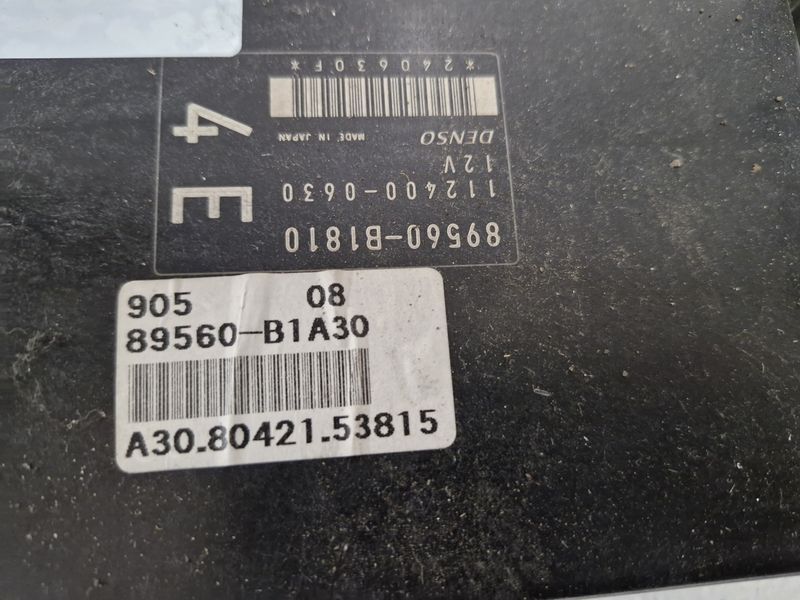 89560-B1810
112400-0630
12V
DENSO MADE IN JAPAN
*240630F*
4E
905 08
89560-B1A30
A30.80421.53815